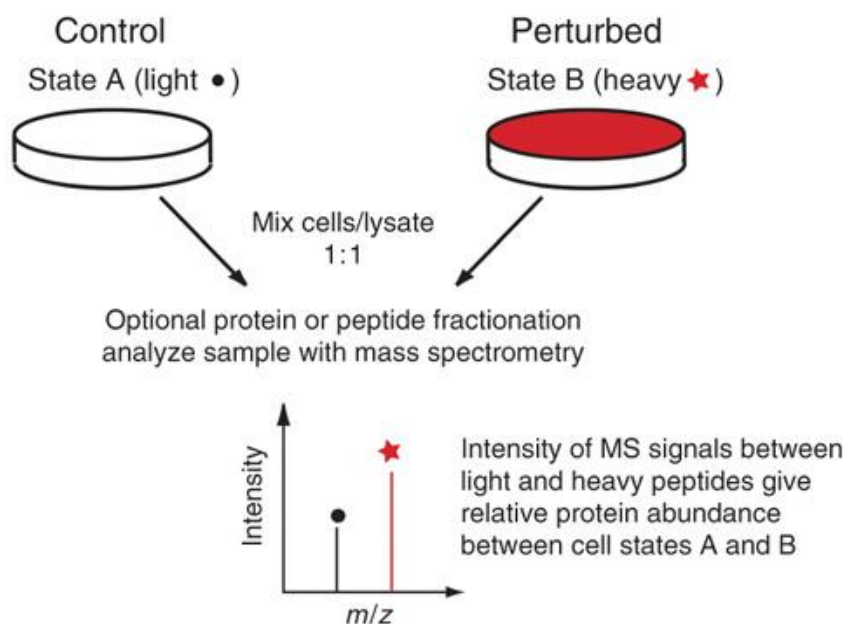 Control
State A (light ●)
Perturbed
State B (heavy ★)
Mix cells/lysate
1:1
Optional protein or peptide fractionation
analyze sample with mass spectrometry
Intensity
m/z
Intensity of MS signals between
light and heavy peptides give
relative protein abundance
between cell states A and B